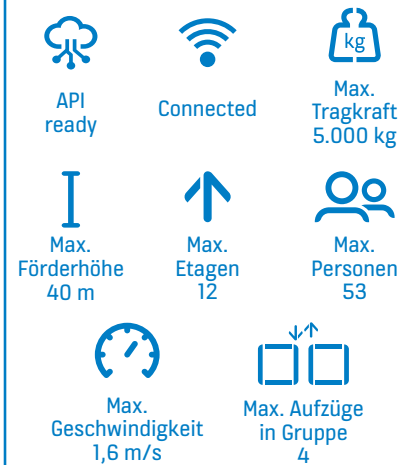 kg
API
ready
Connected
Max.
Tragkraft
5.000 kg
Max.
Förderhöhe
40 m
Max.
Etagen
12
Max.
Personen
53
Max.
Geschwindigkeit
1,6 m/s
Max. Aufzüge
in Gruppe
4